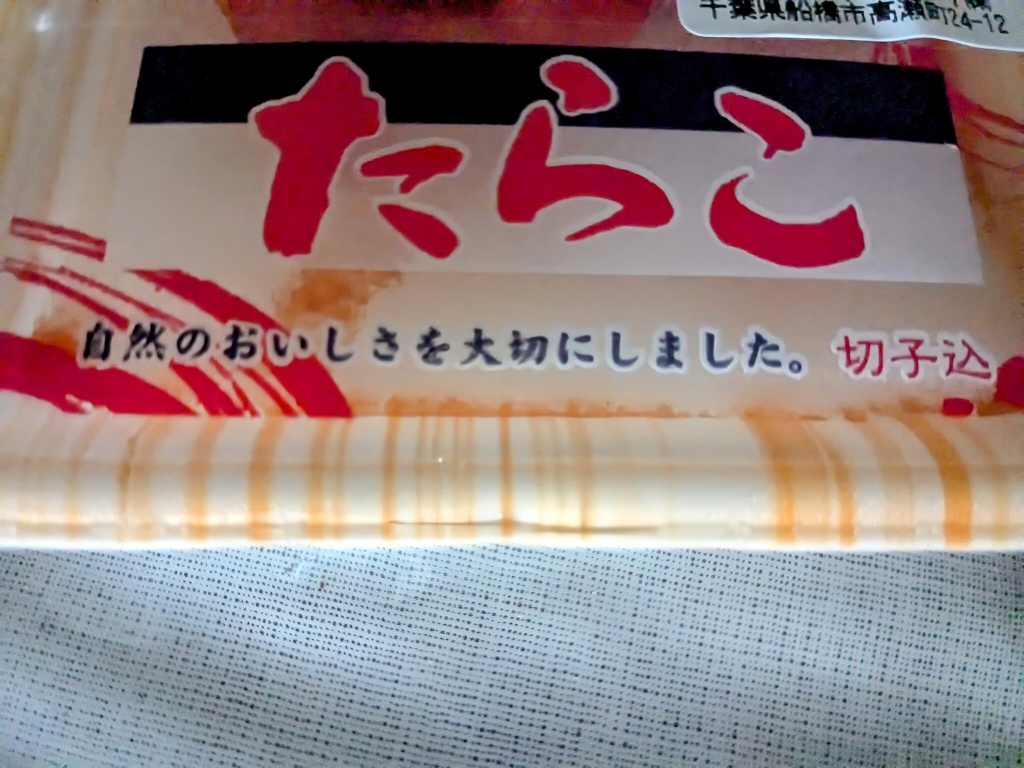 千葉県船橋市高瀬町24-12
たらこ
自然のおいしさを大切にしました。 切子込